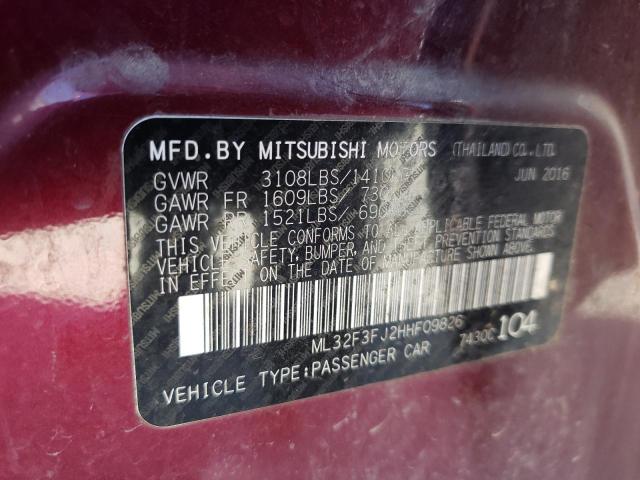 MFD. BY MITSUBISHI MOTORS (THAILAND) CO., LTD.
JUN 2016
GVWR 3108LBS/1410
GAWR FR 1609LBS/ 730
GAWR RR 1521LBS/ 690
THIS VEHICLE CONFORMS TO ALL APPLICABLE FEDERAL MOTOR
VEHICLE SAFETY, BUMPER, AND THEFT PREVENTION STANDARDS
IN EFFECT ON THE DATE OF MANUFACTURE SHOWN ABOVE.
ML32F3FJ2HHF09826
7430C 104
VEHICLE TYPE:PASSENGER CAR